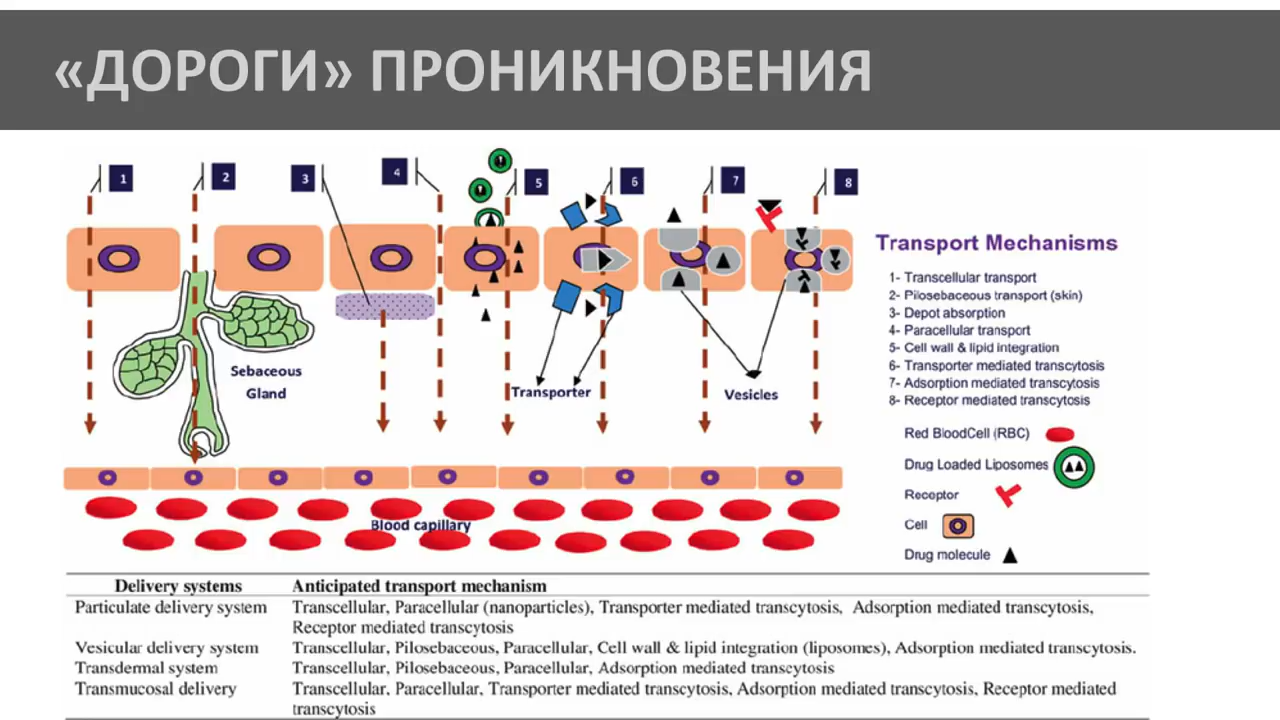 «ДОРОГИ» ПРОНИКНОВЕНИЯ
1 2 3 4 5 6 7 8
Transport Mechanisms
1- Transcellular transport
2- Pilosebaceous transport (skin)
3- Depot absorption
4- Paracellular transport
5- Cell wall & lipid integration
6- Transporter mediated transcytosis
7- Adsorption mediated transcytosis
8- Receptor mediated transcytosis
Sebaceous
Gland
Transporter
Vesicles
Red BloodCell (RBC)
Drug Loaded Liposomes
Receptor
Cell
Drug molecule
Blood capillary
Delivery systems Anticipated transport mechanism
Particulate delivery system Transcellular, Paracellular (nanoparticles), Transporter mediated transcytosis, Adsorption mediated transcytosis,
Receptor mediated transcytosis
Vesicular delivery system Transcellular, Pilosebaceous, Paracellular, Cell wall & lipid integration (liposomes), Adsorption mediated transcytosis.
Transdermal system Transcellular, Pilosebaceous, Paracellular, Adsorption mediated transcytosis
Transmucosal delivery Transcellular, Paracellular, Transporter mediated transcytosis, Adsorption mediated transcytosis, Receptor mediated
transcytosis